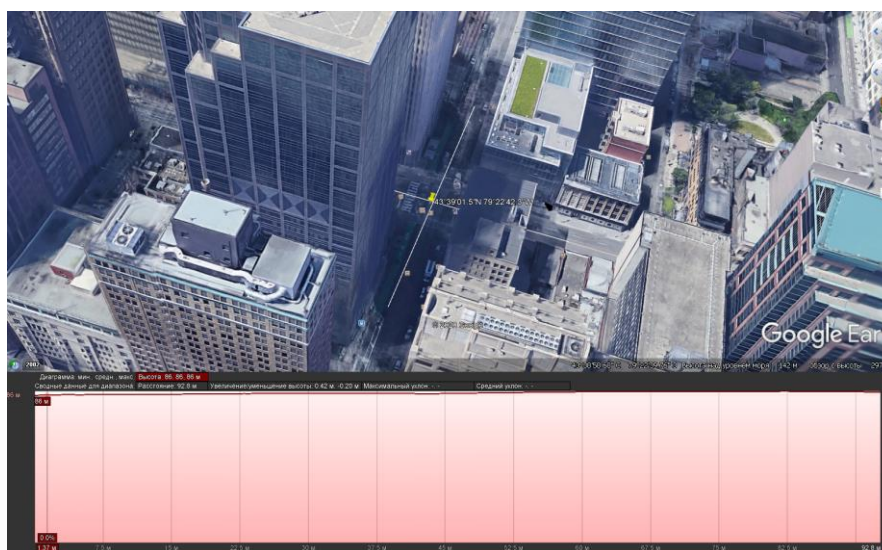 43°39'01.5"N 79°22'42.
Google Ear
2002
Диаграмма: мин., средн., макс. Высота: 86, 86, 86 м
Сводные данные для диапазона: Расстояние: 92.8 м Увеличение/уменьшение высоты: 0.42 м, -0.20 м Максимальный уклон: -, - Средний уклон: -, -
86 м
86 м
0.0%
1.37 м 7.5 м 15 м 22.5 м 30 м 37.5 м 45 м 52.5 м 60 м 67.5 м 75 м 82.5 м 92.8 м